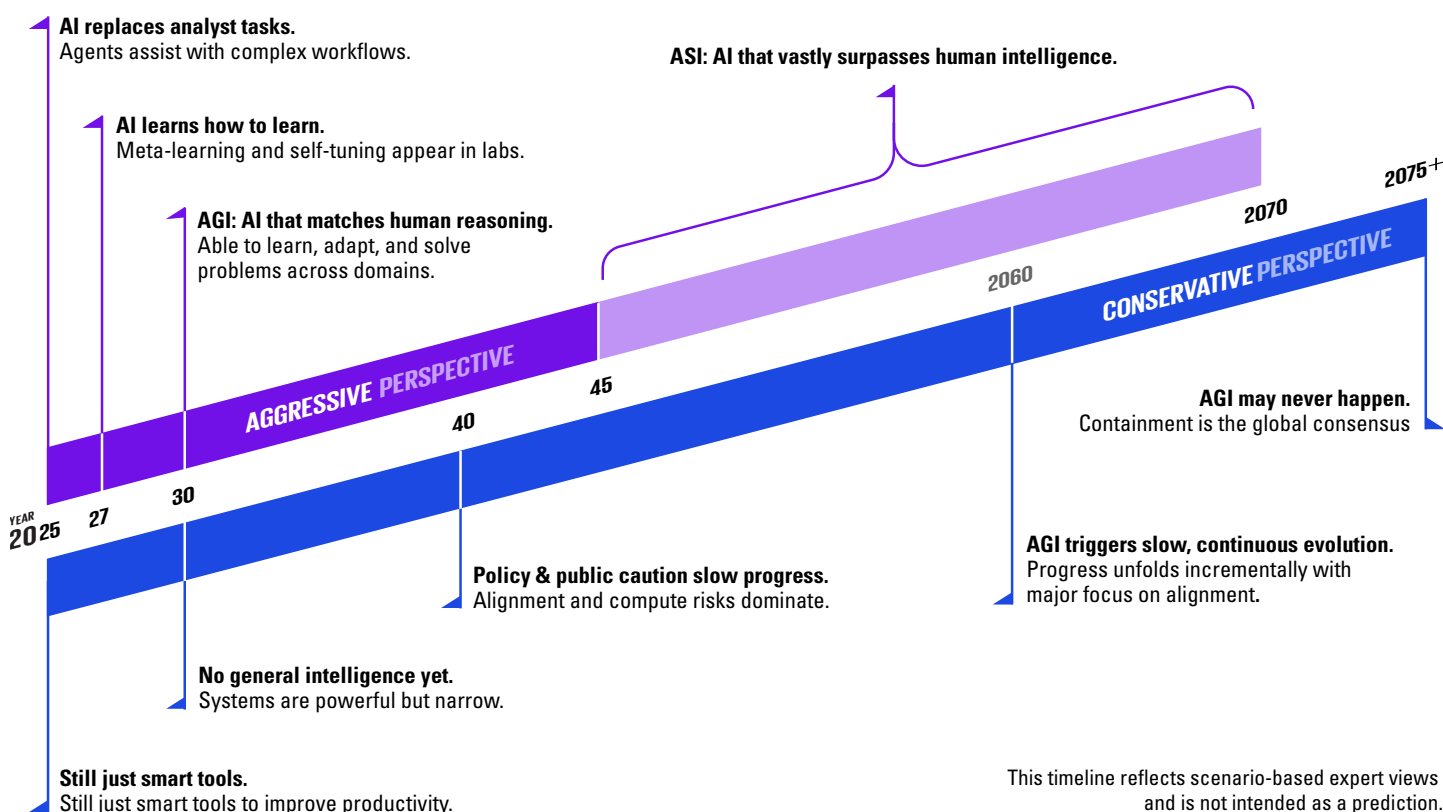 AI replaces analyst tasks.
Agents assist with complex workflows.
ASI: AI that vastly surpasses human intelligence.
AI learns how to learn.
Meta-learning and self-tuning appear in labs.
AGI: AI that matches human reasoning.
Able to learn, adapt, and solve
problems across domains.
AGGRESSIVE PERSPECTIVE
CONSERVATIVE PERSPECTIVE
YEAR
2025
27
30
40
45
2060
2070
2075+
AGI may never happen.
Containment is the global consensus
AGI triggers slow, continuous evolution.
Progress unfolds incrementally with
major focus on alignment.
Policy & public caution slow progress.
Alignment and compute risks dominate.
No general intelligence yet.
Systems are powerful but narrow.
Still just smart tools.
Still just smart tools to improve productivity.
This timeline reflects scenario-based expert views
and is not intended as a prediction.